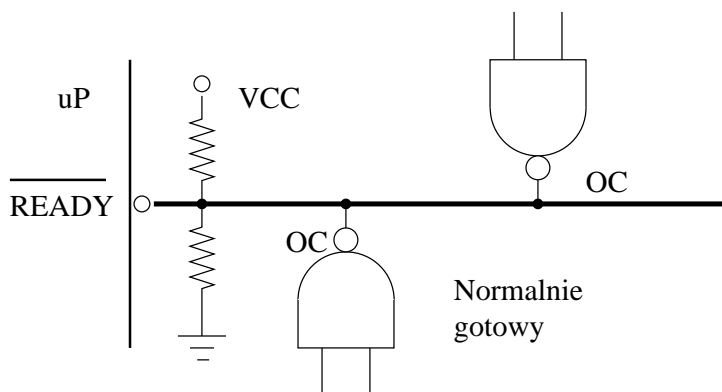 uP
VCC
READY
OC
OC
Normalnie
gotowy